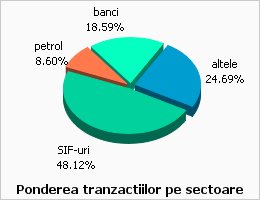 banci
18.59%
petrol
8.60%
altele
24.69%
SIF-uri
48.12%
Ponderea tranzactiilor pe sectoare